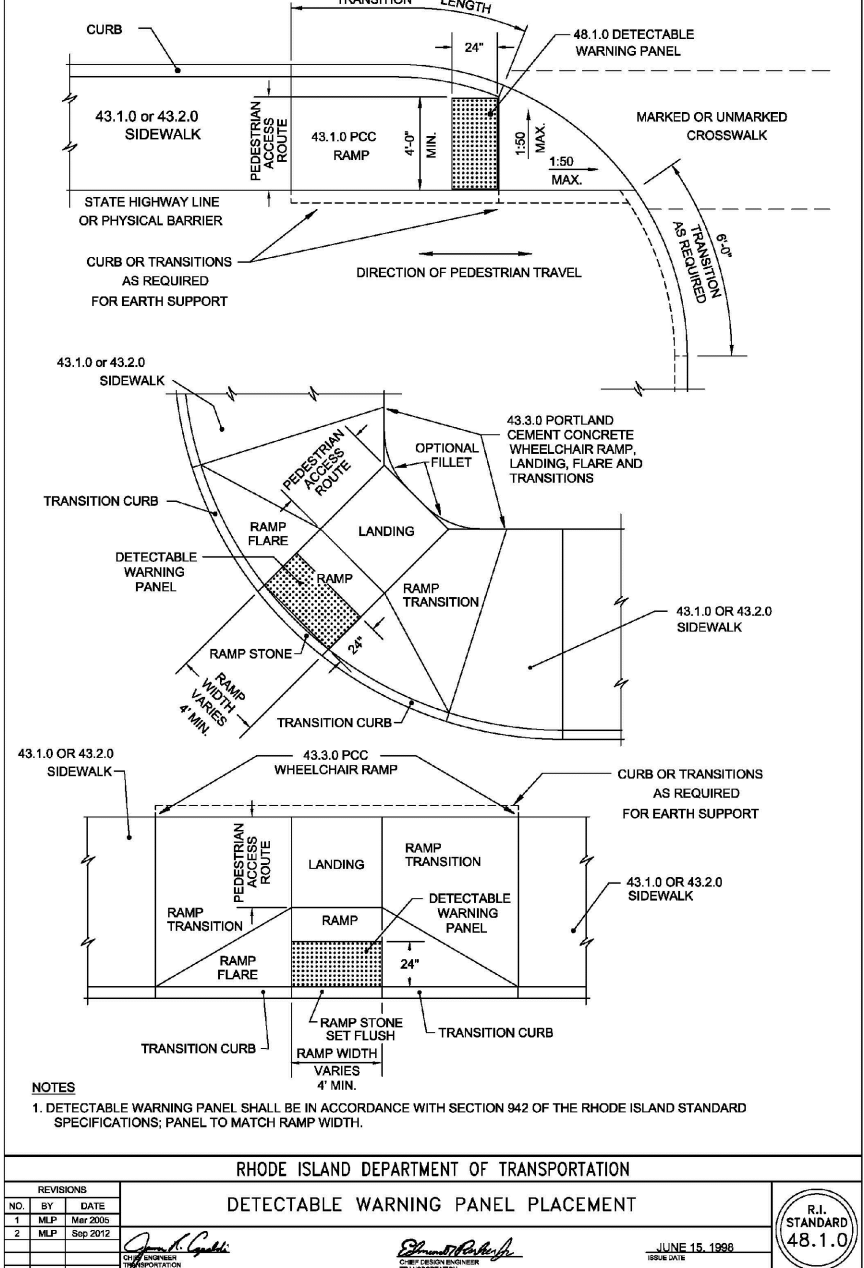 TRANSITION LENGTH
CURB
24"
48.1.0 DETECTABLE
WARNING PANEL
43.1.0 or 43.2.0
SIDEWALK
PEDESTRIAN
ACCESS
ROUTE
43.1.0 PCC
RAMP
4'-0"
MIN.
1:50
MAX.
1:50
MAX.
MARKED OR UNMARKED
CROSSWALK
STATE HIGHWAY LINE
OR PHYSICAL BARRIER
6'-0"
TRANSITION
AS REQUIRED
CURB OR TRANSITIONS
AS REQUIRED
FOR EARTH SUPPORT
DIRECTION OF PEDESTRIAN TRAVEL
43.1.0 or 43.2.0
SIDEWALK
43.3.0 PORTLAND
CEMENT CONCRETE
WHEELCHAIR RAMP,
LANDING, FLARE AND
TRANSITIONS
OPTIONAL
FILLET
PEDESTRIAN
ACCESS
ROUTE
TRANSITION CURB
RAMP
FLARE
LANDING
DETECTABLE
WARNING
PANEL
RAMP
RAMP
TRANSITION
43.1.0 OR 43.2.0
SIDEWALK
RAMP STONE
24"
RAMP
WIDTH
VARIES
4' MIN.
TRANSITION CURB
43.1.0 OR 43.2.0
SIDEWALK
43.3.0 PCC
WHEELCHAIR RAMP
CURB OR TRANSITIONS
AS REQUIRED
FOR EARTH SUPPORT
PEDESTRIAN
ACCESS
ROUTE
LANDING
RAMP
TRANSITION
RAMP
TRANSITION
RAMP
DETECTABLE
WARNING
PANEL
43.1.0 OR 43.2.0
SIDEWALK
RAMP
FLARE
24"
TRANSITION CURB
RAMP STONE
SET FLUSH
TRANSITION CURB
RAMP WIDTH
VARIES
4' MIN.
NOTES
1. DETECTABLE WARNING PANEL SHALL BE IN ACCORDANCE WITH SECTION 942 OF THE RHODE ISLAND STANDARD
SPECIFICATIONS; PANEL TO MATCH RAMP WIDTH.
RHODE ISLAND DEPARTMENT OF TRANSPORTATION
REVISIONS
NO. BY DATE
1 MLP Mar 2005
2 MLP Sep 2012
DETECTABLE WARNING PANEL PLACEMENT
CHIEF ENGINEER
TRANSPORTATION
CHIEF DESIGN ENGINEER
TRANSPORTATION
JUNE 15, 1998
ISSUE DATE
R.I.
STANDARD
48.1.0